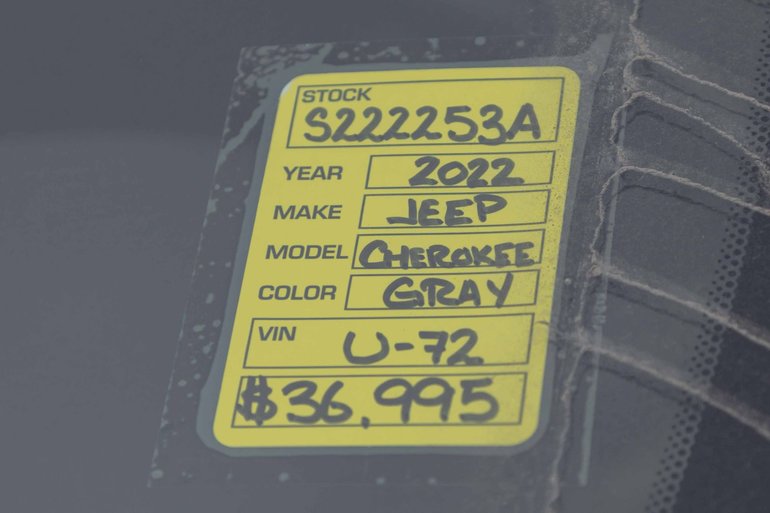 STOCK
S222253A
YEAR 2022
MAKE JEEP
MODEL CHEROKEE
COLOR GRAY
VIN U-72
$36,995